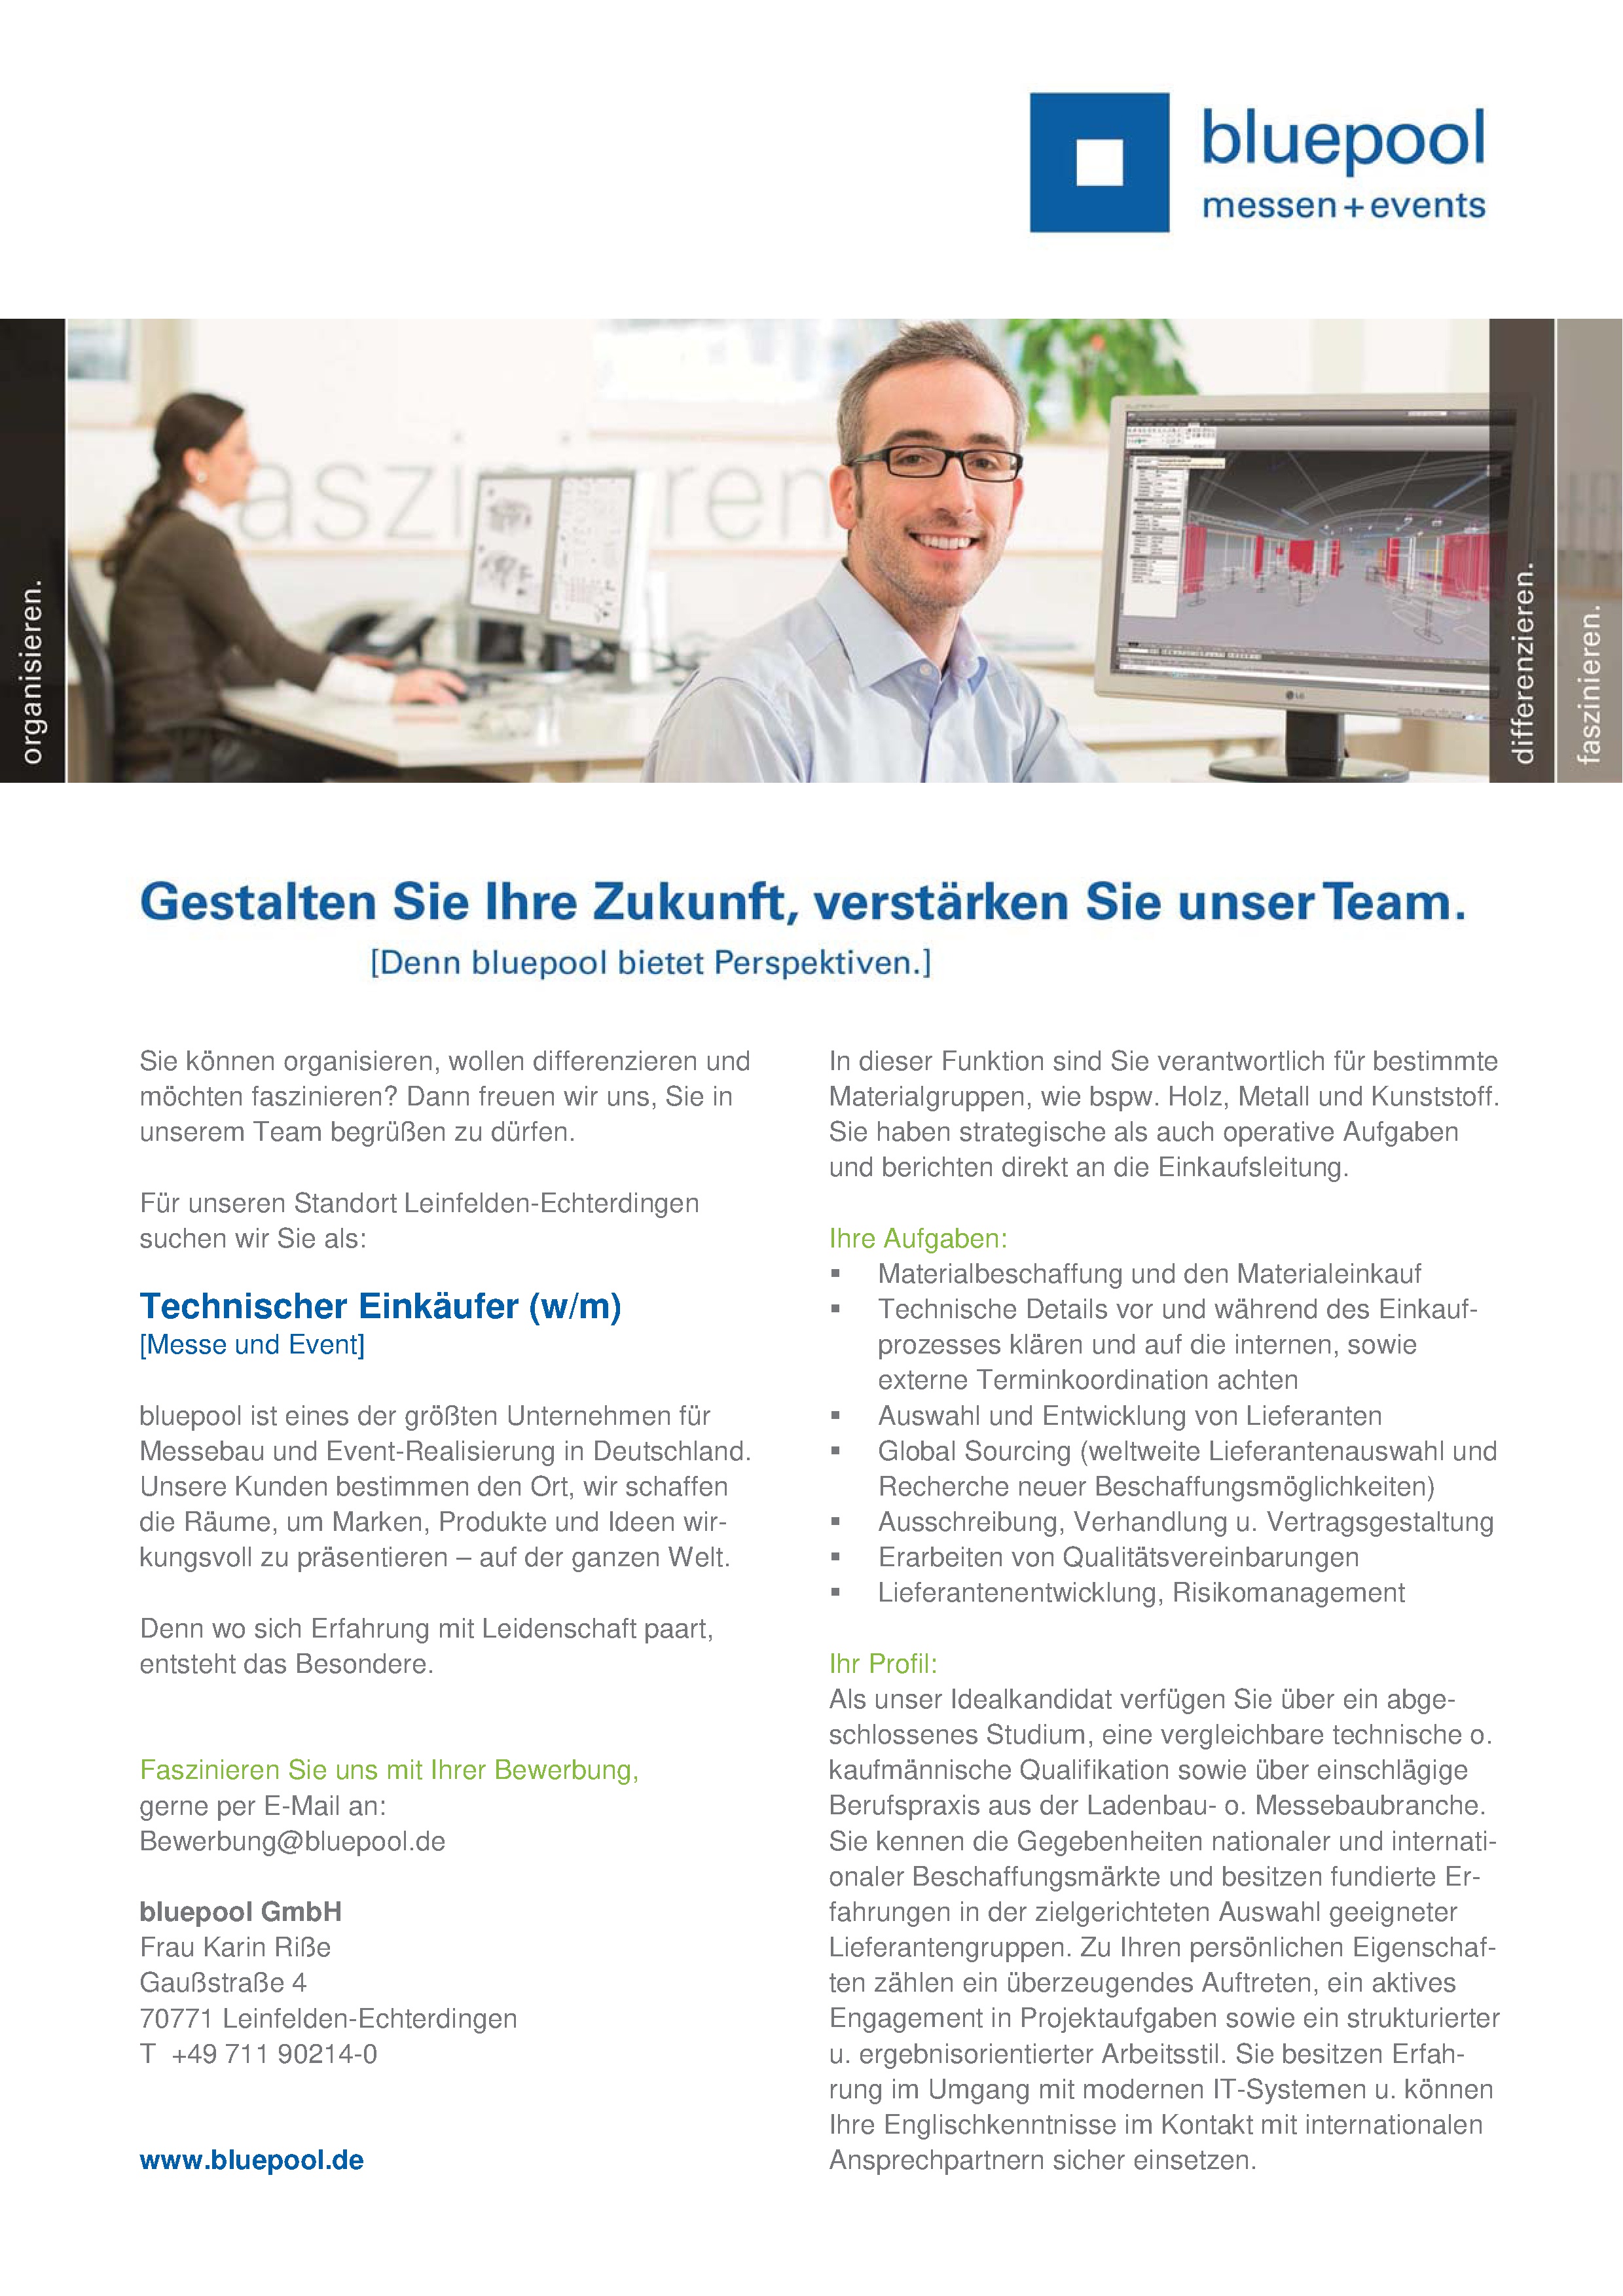 bluepool
messen+events
organisieren.
differenzieren.
faszinieren.
Gestalten Sie Ihre Zukunft, verstärken Sie unser Team.
[Denn bluepool bietet Perspektiven.]
Sie können organisieren, wollen differenzieren und
möchten faszinieren? Dann freuen wir uns, Sie in
unserem Team begrüßen zu dürfen.
Für unseren Standort Leinfelden-Echterdingen
suchen wir Sie als:
Technischer Einkäufer (w/m)
[Messe und Event]
bluepool ist eines der größten Unternehmen für
Messebau und Event-Realisierung in Deutschland.
Unsere Kunden bestimmen den Ort, wir schaffen
die Räume, um Marken, Produkte und Ideen wir-
kungsvoll zu präsentieren – auf der ganzen Welt.
Denn wo sich Erfahrung mit Leidenschaft paart,
entsteht das Besondere.
Faszinieren Sie uns mit Ihrer Bewerbung,
gerne per E-Mail an:
Bewerbung@bluepool.de
bluepool GmbH
Frau Karin Riße
Gaußstraße 4
70771 Leinfelden-Echterdingen
T +49 711 90214-0
www.bluepool.de
In dieser Funktion sind Sie verantwortlich für bestimmte
Materialgruppen, wie bspw. Holz, Metall und Kunststoff.
Sie haben strategische als auch operative Aufgaben
und berichten direkt an die Einkaufsleitung.
Ihre Aufgaben:
▪ Materialbeschaffung und den Materialeinkauf
▪ Technische Details vor und während des Einkauf-
prozesses klären und auf die internen, sowie
externe Terminkoordination achten
▪ Auswahl und Entwicklung von Lieferanten
▪ Global Sourcing (weltweite Lieferantenauswahl und
Recherche neuer Beschaffungsmöglichkeiten)
▪ Ausschreibung, Verhandlung u. Vertragsgestaltung
▪ Erarbeiten von Qualitätsvereinbarungen
▪ Lieferantenentwicklung, Risikomanagement
Ihr Profil:
Als unser Idealkandidat verfügen Sie über ein abge-
schlossenes Studium, eine vergleichbare technische o.
kaufmännische Qualifikation sowie über einschlägige
Berufspraxis aus der Ladenbau- o. Messebaubranche.
Sie kennen die Gegebenheiten nationaler und internati-
onaler Beschaffungsmärkte und besitzen fundierte Er-
fahrungen in der zielgerichteten Auswahl geeigneter
Lieferantengruppen. Zu Ihren persönlichen Eigenschaf-
ten zählen ein überzeugendes Auftreten, ein aktives
Engagement in Projektaufgaben sowie ein strukturierter
u. ergebnisorientierter Arbeitsstil. Sie besitzen Erfah-
rung im Umgang mit modernen IT-Systemen u. können
Ihre Englischkenntnisse im Kontakt mit internationalen
Ansprechpartnern sicher einsetzen.